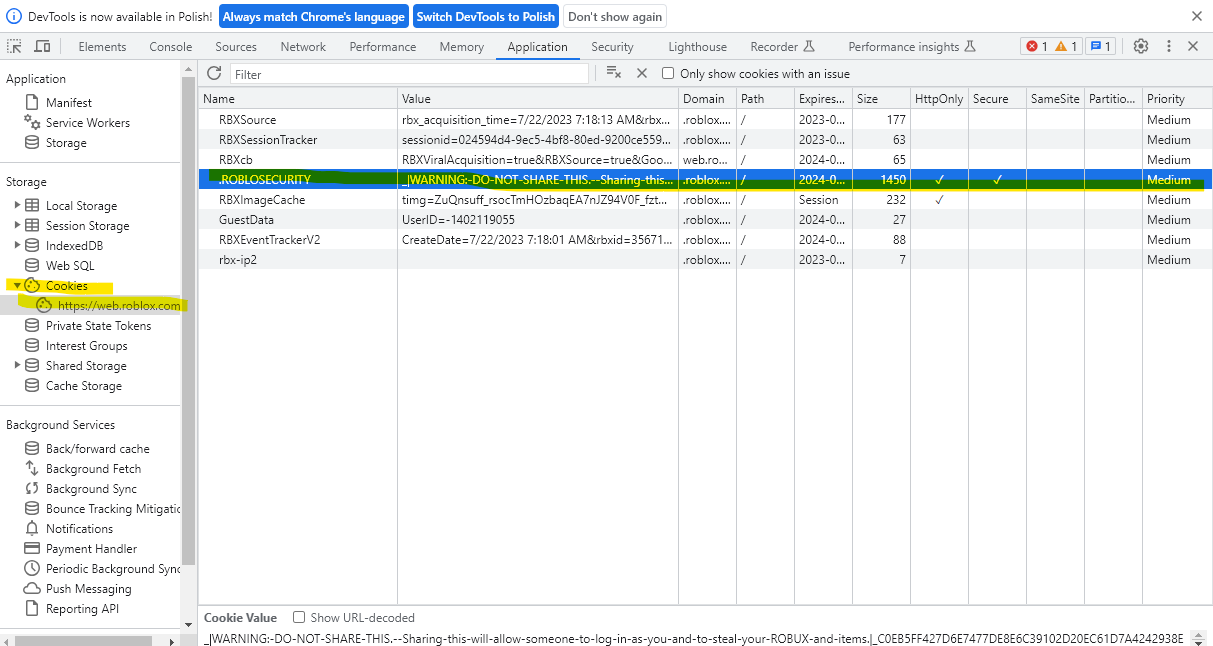 DevTools is now available in Polish! Always match Chrome's language Switch DevTools to Polish Don't show again
Elements Console Sources Network Performance Memory Application Security Lighthouse Recorder Performance insights 1 1 1
Application
Manifest
Service Workers
Storage
Storage
Local Storage
Session Storage
IndexedDB
Web SQL
Cookies
https://web.roblox.com
Private State Tokens
Interest Groups
Shared Storage
Cache Storage
Background Services
Back/forward cache
Background Fetch
Background Sync
Bounce Tracking Mitigatic
Notifications
Payment Handler
Periodic Background Sync
Push Messaging
Reporting API
Filter Only show cookies with an issue
Name Value Domain Path Expires... Size HttpOnly Secure SameSite Partitio... Priority
RBXSource rbx_acquisition_time=7/22/2023 7:18:13 AM&rbx... .roblox.... / 2023-0... 177 Medium
RBXSessionTracker sessionid=024594d4-9ec5-4bf8-80ed-9200ce559... .roblox.... / 2023-0... 63 Medium
RBXcb RBXViralAcquisition=true&RBXSource=true&Goo... web.ro... / 2024-0... 65 Medium
.ROBLOSECURITY _|WARNING:-DO-NOT-SHARE-THIS.--Sharing-this... .roblox.... / 2024-0... 1450 ✓ ✓ Medium
RBXImageCache timg=ZuQnsuff_rsocTmHOzbaqEA7nJZ94V0F_fzt... .roblox.... / Session 232 ✓ Medium
GuestData UserID=-1402119055 .roblox.... / 2024-0... 27 Medium
RBXEventTrackerV2 CreateDate=7/22/2023 7:18:01 AM&rbxid=35671... .roblox.... / 2024-0... 88 Medium
rbx-ip2 .roblox.... / 2023-0... 7 Medium
Cookie Value Show URL-decoded
_|WARNING:-DO-NOT-SHARE-THIS.--Sharing-this-will-allow-someone-to-log-in-as-you-and-to-steal-your-ROBUX-and-items.|_C0EB5FF427D6E7477DE8E6C39102D20EC61D7A4242938E